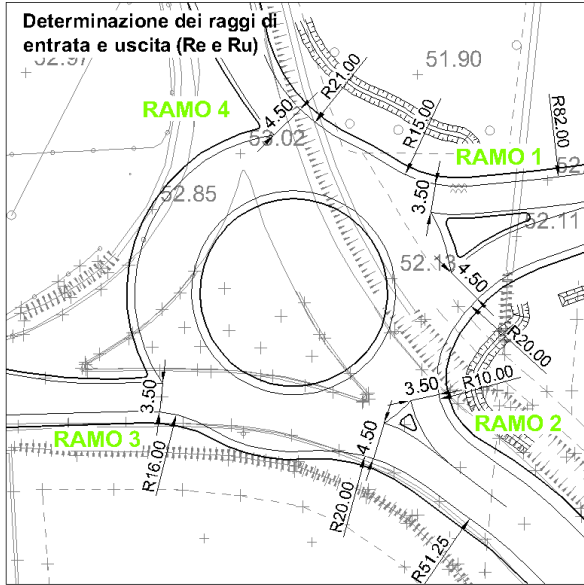 Determinazione dei raggi di
entrata e uscita (Re e Ru)
52.97
51.90
RAMO 4
4.50
R21.00
R15.00
R82.00
53.02
RAMO 1
52.85
3.50
52.11
52.13
4.50
R20.00
3.50
R10.00
3.50
RAMO 3
R16.00
4.50
RAMO 2
R20.00
R51.25